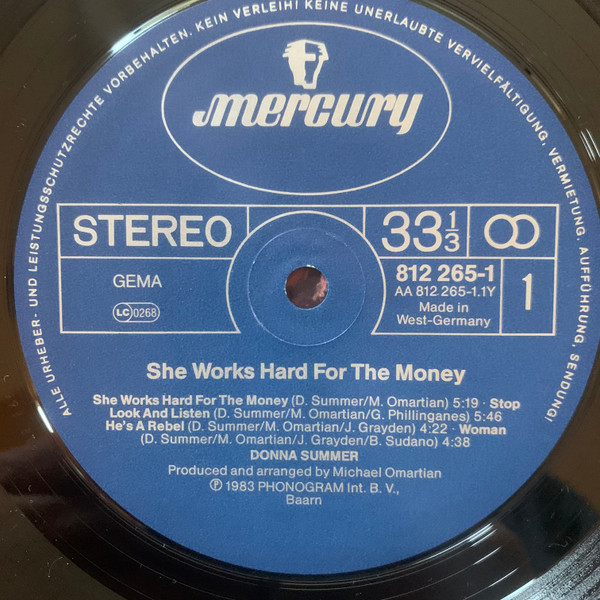 ALLE URHEBER- UND LEISTUNGSSCHUTZRECHTE VORBEHALTEN. KEIN VERLEIH! KEINE UNERLAUBTE VERVIELFÄLTIGUNG, VERMIETUNG, AUFFÜHRUNG, SENDUNG!
mercury
STEREO
33 1/3
GEMA
LC 0268
812 265-1
AA 812 265-1.1Y
Made in
West-Germany
1
She Works Hard For The Money
She Works Hard For The Money (D. Summer/M. Omartian) 5:19 · Stop
Look And Listen (D. Summer/M. Omartian/G. Phillinganes) 5:46
He's A Rebel (D. Summer/M. Omartian/J. Grayden) 4:22 · Woman
(D. Summer/M. Omartian/J. Grayden/B. Sudano) 4:38
DONNA SUMMER
Produced and arranged by Michael Omartian
℗ 1983 PHONOGRAM Int. B. V.,
Baarn